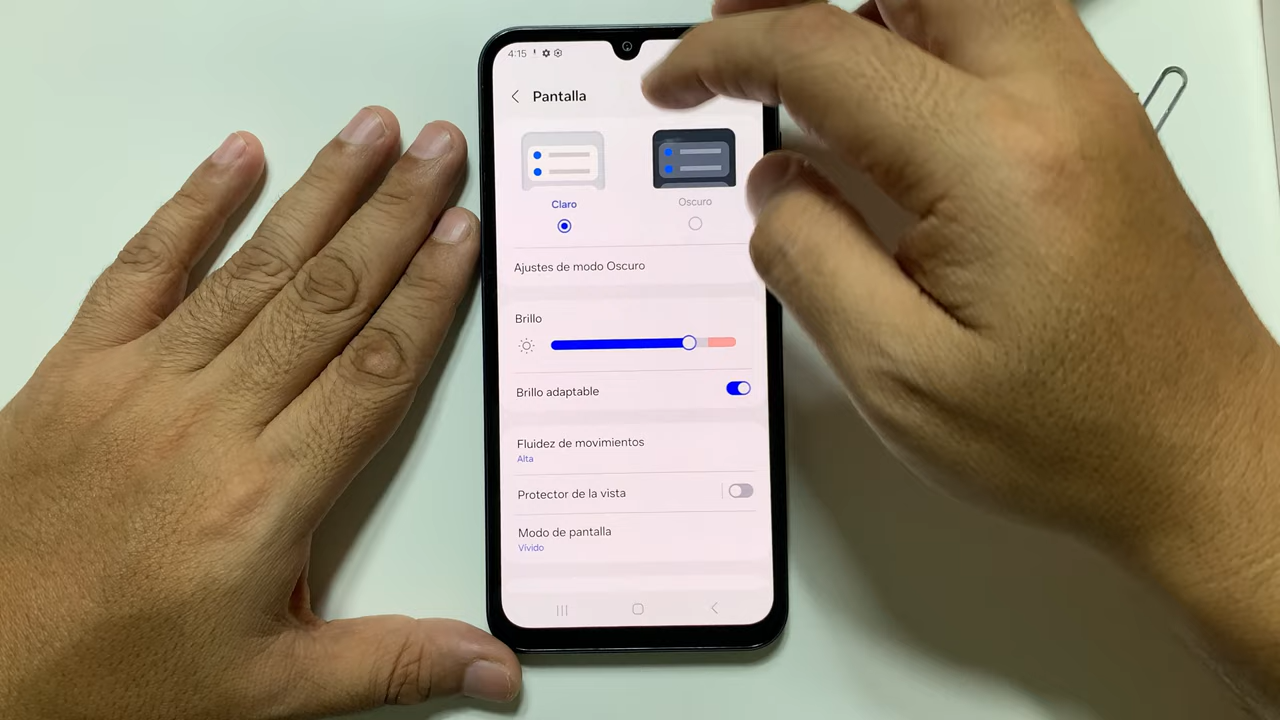 4:15
Pantalla
Claro
Oscuro
Ajustes de modo Oscuro
Brillo
Brillo adaptable
Fluidez de movimientos
Alta
Protector de la vista
Modo de pantalla
Vívido